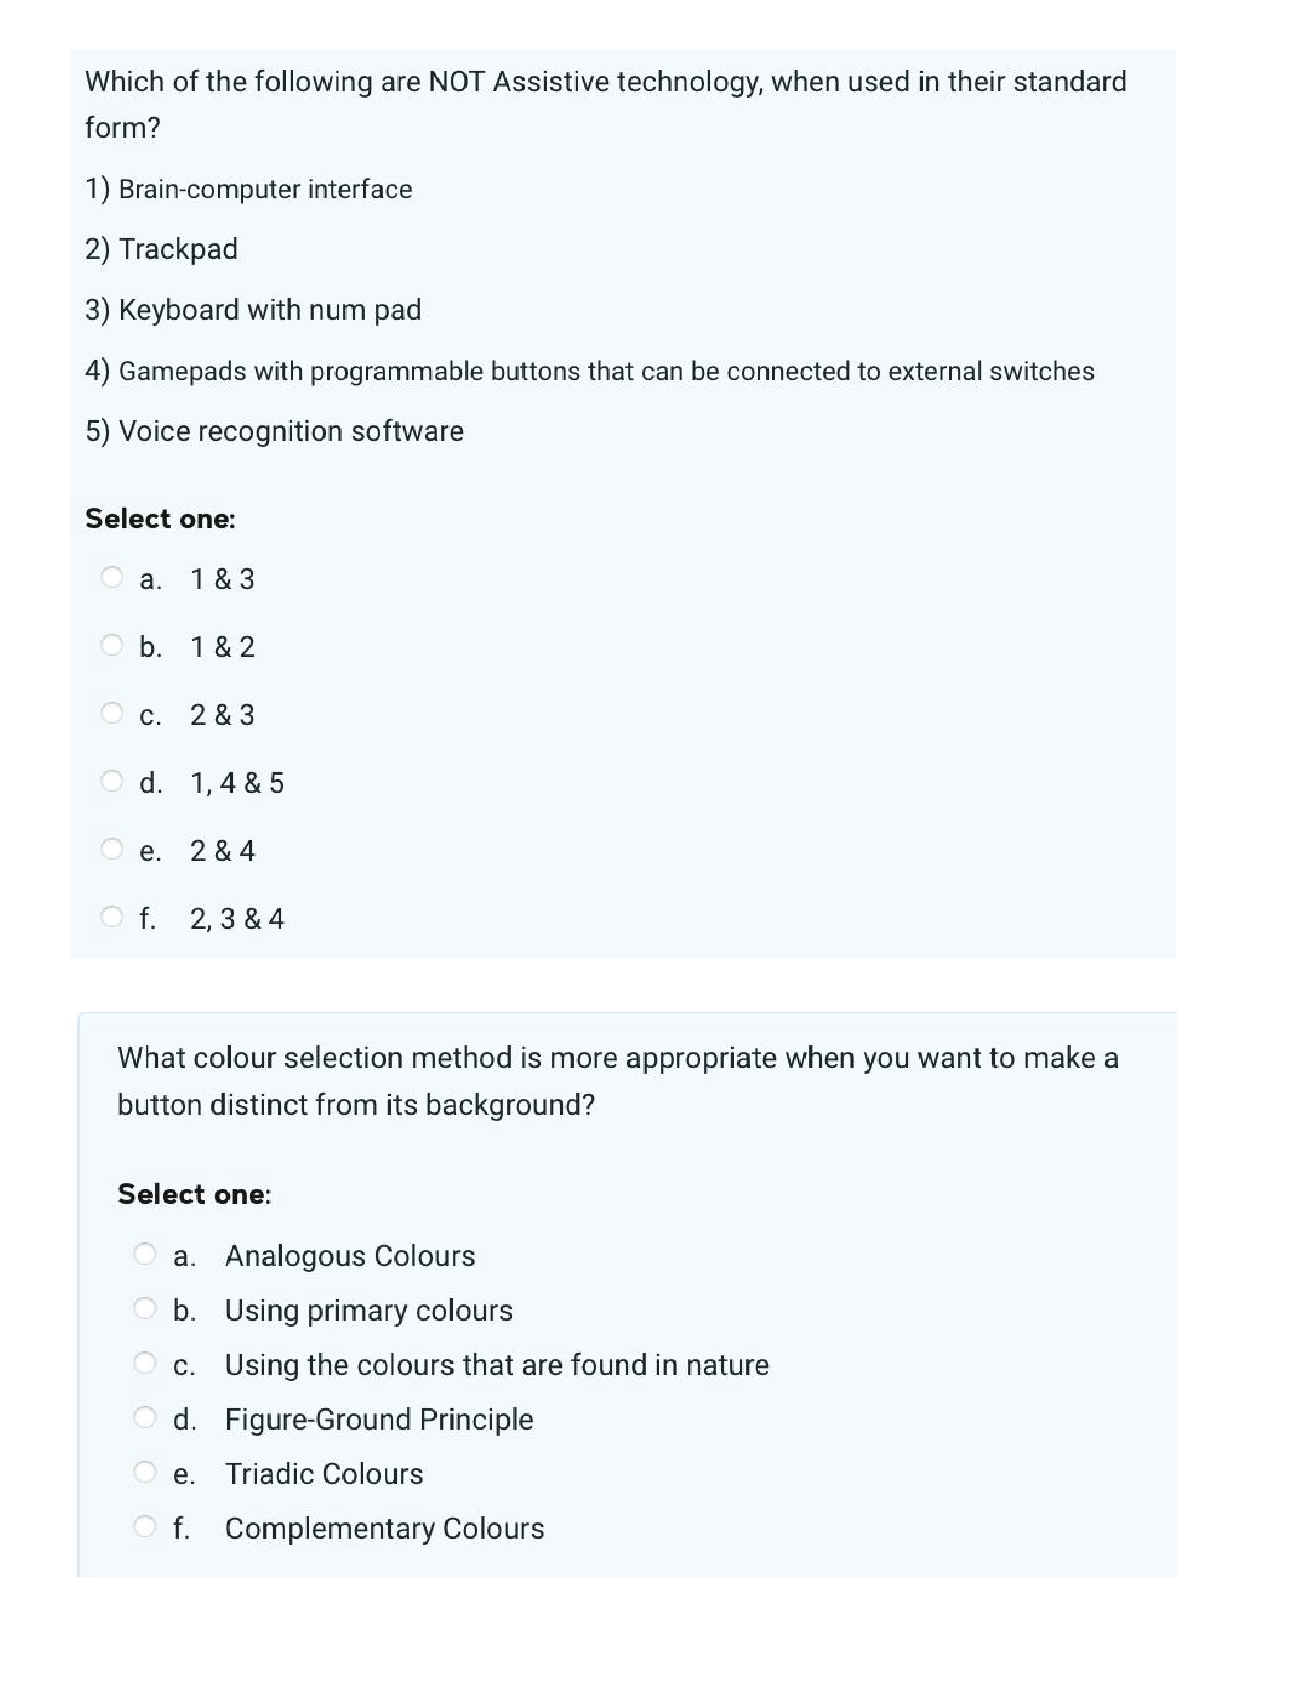 Which of the following are NOT Assistive technology, when used in their standard
form?
1) Brain-computer interface
2) Trackpad
3) Keyboard with num pad
4) Gamepads with programmable buttons that can be connected to external switches
5) Voice recognition software
Select one:
a. 1 & 3
b. 1 & 2
c. 2 & 3
d. 1, 4 & 5
e. 2 & 4
f. 2, 3 & 4
What colour selection method is more appropriate when you want to make a
button distinct from its background?
Select one:
a. Analogous Colours
b. Using primary colours
c. Using the colours that are found in nature
d. Figure-Ground Principle
e. Triadic Colours
f. Complementary Colours